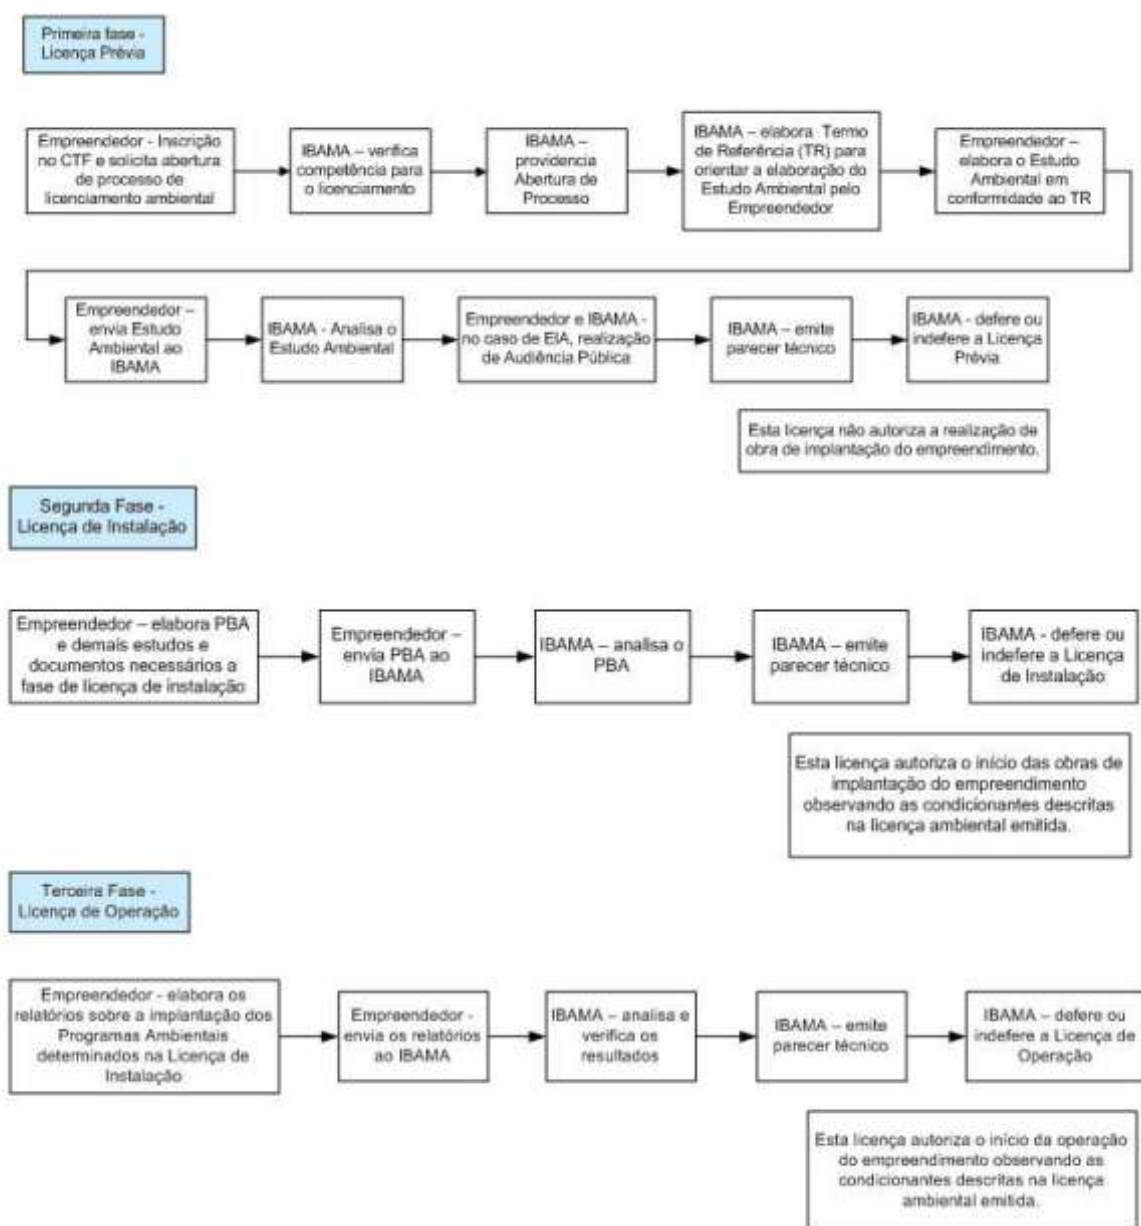 Primeira fase -
Licença Prévia
Empreendedor - Inscrição
no CTF e solicita abertura
de processo de
licenciamento ambiental
IBAMA – verifica
competência para
o licenciamento
IBAMA –
providencia
Abertura de
Processo
IBAMA – elabora Termo
de Referência (TR) para
orientar a elaboração do
Estudo Ambiental pelo
Empreendedor
Empreendedor –
elabora o Estudo
Ambiental em
conformidade ao TR
Empreendedor –
envia Estudo
Ambiental ao
IBAMA
IBAMA - Analisa o
Estudo Ambiental
Empreendedor e IBAMA -
no caso de EIA, realização
de Audiência Pública
IBAMA – emite
parecer técnico
IBAMA - defere ou
indefere a Licença
Prévia
Esta licença não autoriza a realização de
obra de implantação do empreendimento.
Segunda Fase -
Licença de Instalação
Empreendedor – elabora PBA
e demais estudos e
documentos necessários a
fase de licença de instalação
Empreendedor –
envia PBA ao
IBAMA
IBAMA – analisa o
PBA
IBAMA – emite
parecer técnico
IBAMA - defere ou
indefere a Licença
de Instalação
Esta licença autoriza o início das obras de
implantação do empreendimento
observando as condicionantes descritas
na licença ambiental emitida.
Terceira Fase -
Licença de Operação
Empreendedor - elabora os
relatórios sobre a implantação dos
Programas Ambientais
determinados na Licença de
Instalação
Empreendedor -
envia os relatórios
ao IBAMA
IBAMA – analisa e
verifica os
resultados
IBAMA – emite
parecer técnico
IBAMA – defere ou
indefere a Licença de
Operação
Esta licença autoriza o início da operação
do empreendimento observando as
condicionantes descritas na licença
ambiental emitida.